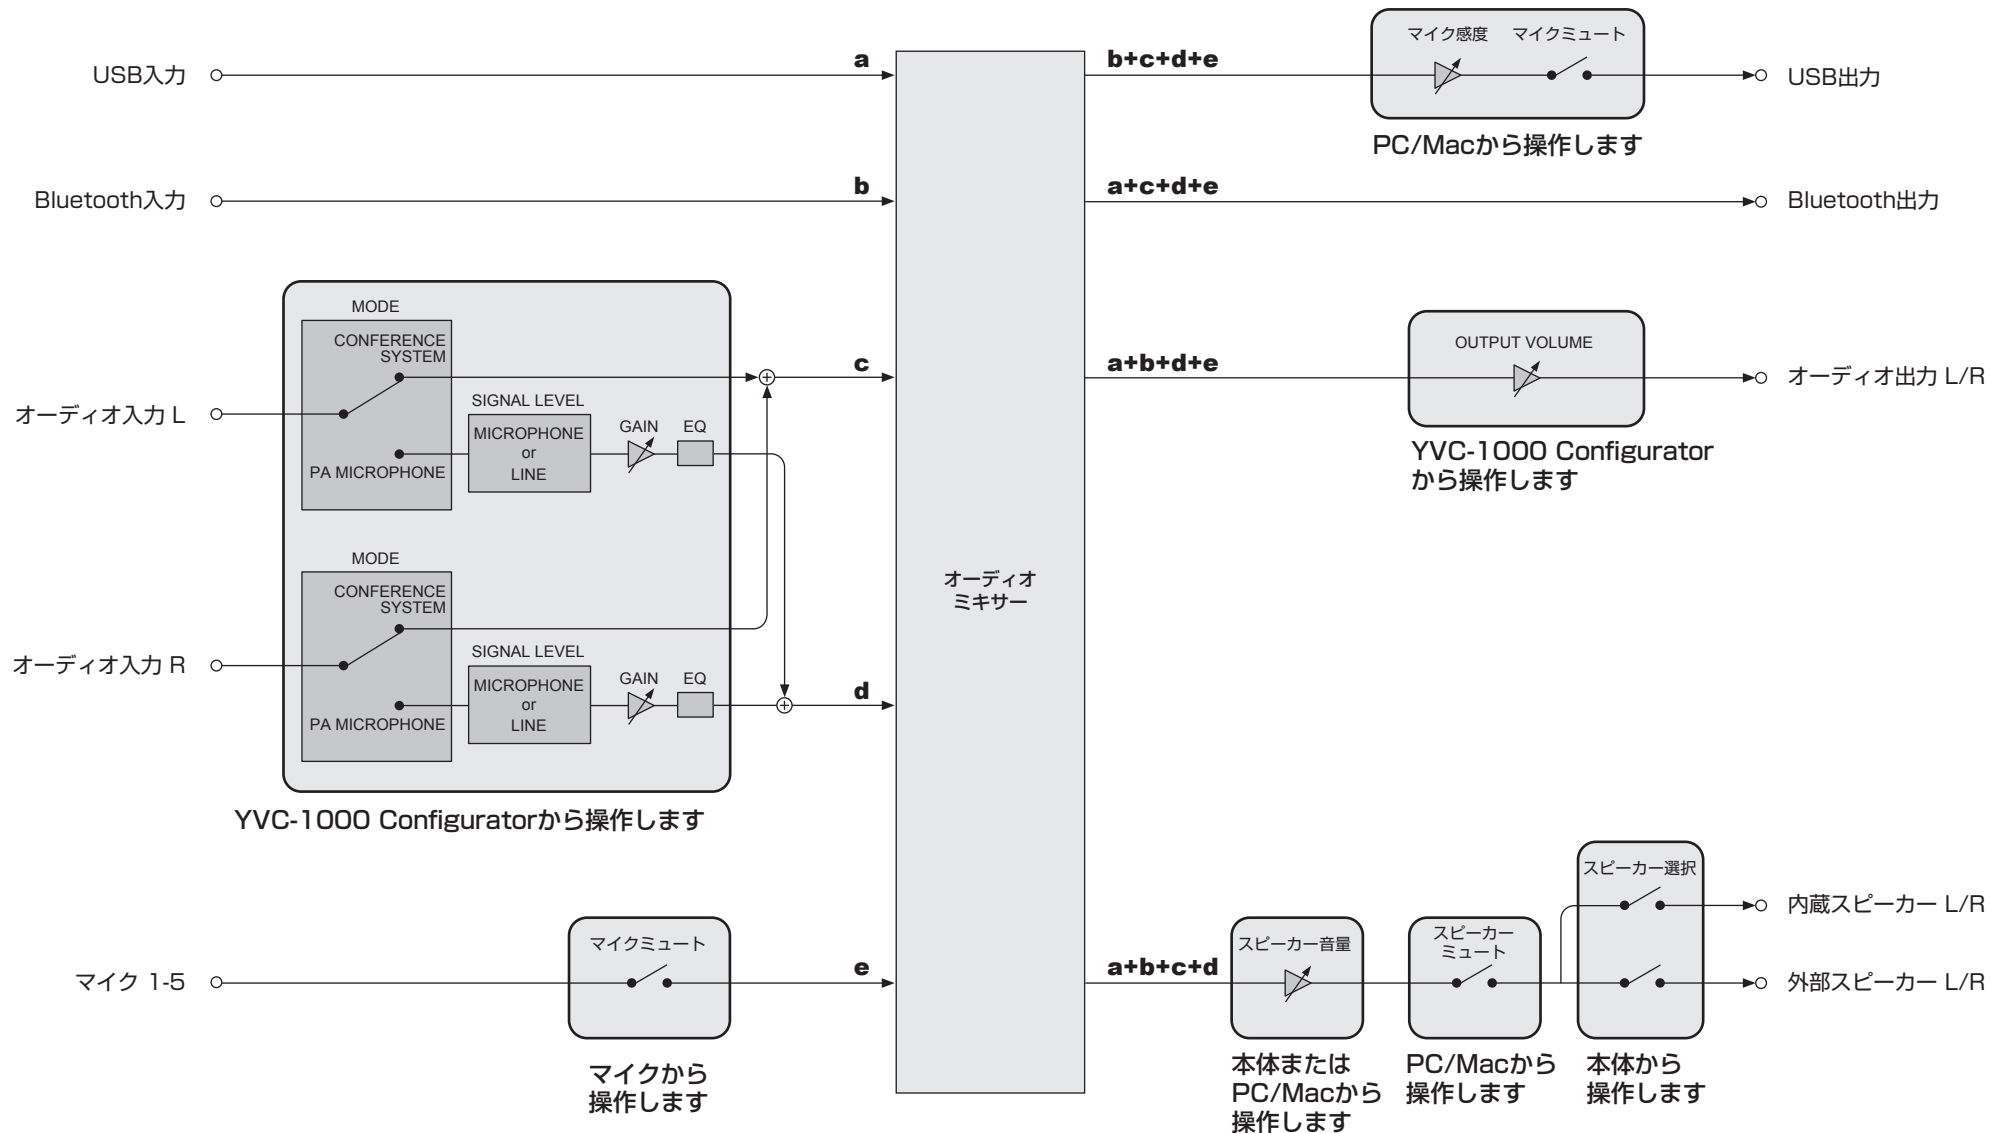 USB入力
a
b+c+d+e
マイク感度
マイクミュート
USB出力
PC/Macから操作します
Bluetooth入力
b
a+c+d+e
Bluetooth出力
MODE
CONFERENCE
SYSTEM
PA MICROPHONE
オーディオ入力 L
SIGNAL LEVEL
MICROPHONE
or
LINE
GAIN
EQ
c
a+b+d+e
OUTPUT VOLUME
オーディオ出力 L/R
YVC-1000 Configurator
から操作します
オーディオ
ミキサー
MODE
CONFERENCE
SYSTEM
PA MICROPHONE
オーディオ入力 R
SIGNAL LEVEL
MICROPHONE
or
LINE
GAIN
EQ
d
YVC-1000 Configuratorから操作します
マイク 1-5
マイクミュート
e
マイクから
操作します
a+b+c+d
スピーカー音量
本体または
PC/Macから
操作します
スピーカー
ミュート
PC/Macから
操作します
スピーカー選択
本体から
操作します
内蔵スピーカー L/R
外部スピーカー L/R